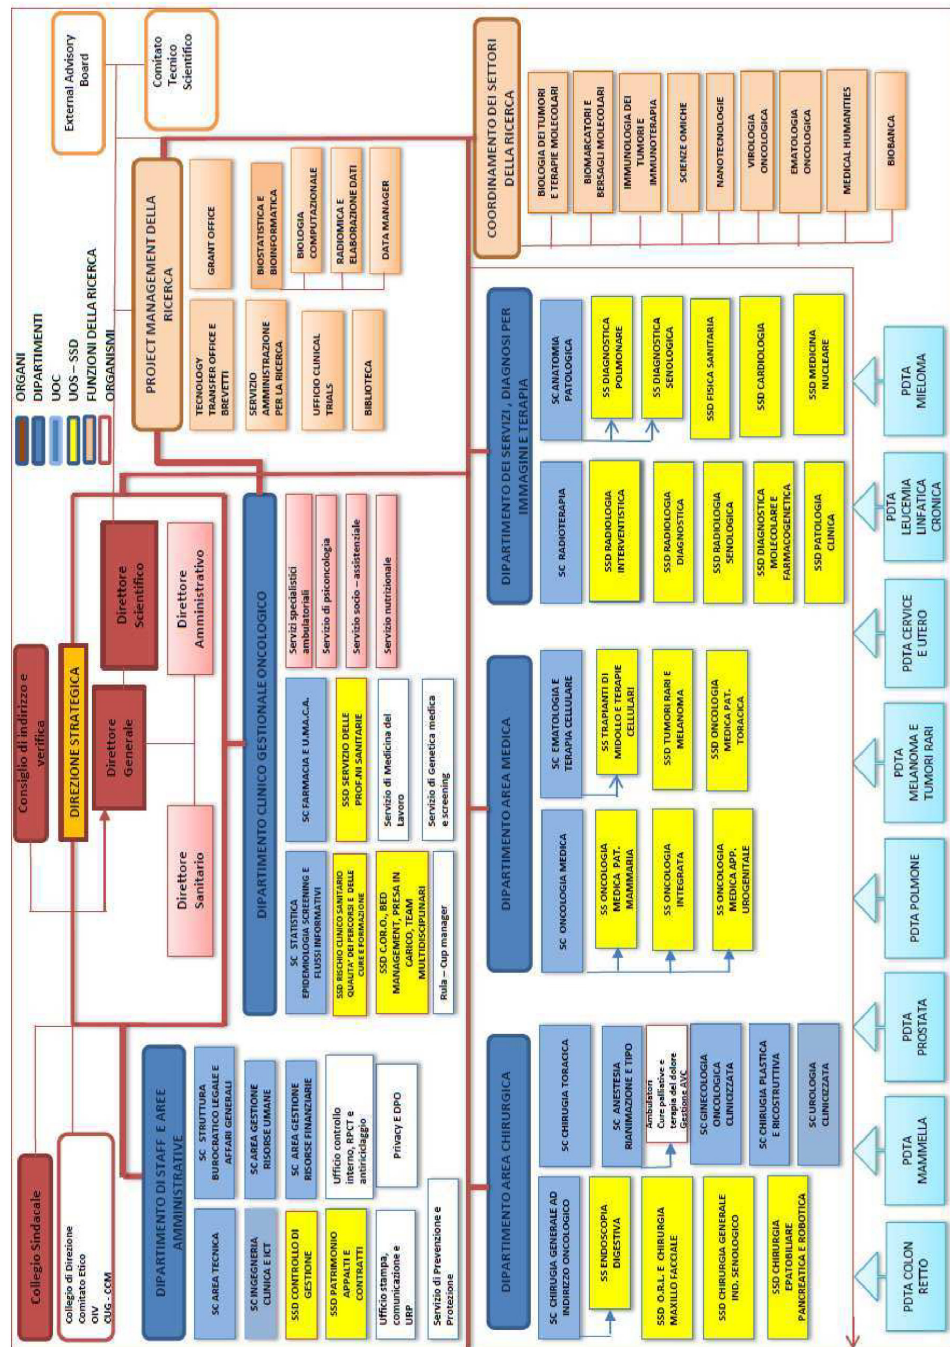 Collegio Sindacale
Collegio di Direzione
Comitato Etico
OIV
CUG - CCM
Consiglio di indirizzo e
verifica
DIREZIONE STRATEGICA
Direttore
Generale
Direttore
Scientifico
Direttore
Sanitario
Direttore
Amministrativo
ORGANI
DIPARTIMENTI
UOC
UOS – SSD
FUNZIONI DELLA RICERCA
ORGANISMI
External Advisory
Board
Comitato
Tecnico
Scientifico
DIPARTIMENTO DI STAFF E AREE
AMMINISTRATIVE
SC AREA TECNICA
SC INGEGNERIA
CLINICA E ICT
SSD CONTROLLO DI
GESTIONE
SSD PATRIMONIO
APPALTI E
CONTRATTI
Ufficio stampa,
comunicazione e
URP
Servizio di Prevenzione e
Protezione
SC STRUTTURA
BUROCRATICO LEGALE E
AFFARI GENERALI
SC AREA GESTIONE
RISORSE UMANE
SC AREA GESTIONE
RISORSE FINANZIARIE
Ufficio controllo
interno, RPCT e
antiriciclaggio
Privacy E DPO
DIPARTIMENTO CLINICO GESTIONALE ONCOLOGICO
SC STATISTICA
EPIDEMIOLOGIA SCREENING E
FLUSSI INFORMATIVI
SSD RISCHIO CLINICO SANITARIO
QUALITA' DEI PERCORSI E DELLE
CURE E FORMAZIONE
SSD C.OR.O., BED
MANAGEMENT, PRESA IN
CARICO, TEAM
MULTIDISCIPLINARI
Rula – Cup manager
SC FARMACIA E U.MA.C.A.
SSD SERVIZIO DELLE
PROF.NI SANITARIE
Servizio di Medicina del
Lavoro
Servizio di Genetica medica
e screening
Servizi specialistici
ambulatoriali
Servizio di psiconcologia
Servizio socio – assistenziale
Servizio nutrizionale
PROJECT MANAGEMENT DELLA
RICERCA
TECNOLOGY
TRANSFER OFFICE E
BREVETTI
SERVIZIO
AMMINISTRAZIONE
PER LA RICERCA
UFFICIO CLINICAL
TRIALS
BIBLIOTECA
GRANT OFFICE
BIOSTATISTICA E
BIOINFORMATICA
BIOLOGIA
COMPUTAZIONALE
RADIOMICA E
ELABORAZIONE DATI
DATA MANAGER
DIPARTIMENTO AREA CHIRURGICA
SC CHIRURGIA GENERALE AD
INDIRIZZO ONCOLOGICO
SS ENDOSCOPIA
DIGESTIVA
SSD O.R.L. E CHIRURGIA
MAXILLO FACCIALE
SSD CHIRURGIA GENERALE
IND. SENOLOGICO
SSD CHIRURGIA
EPATOBILIARE
PANCREATICA E ROBOTICA
SC CHIRUGIA TORACICA
SC ANESTESIA
RIANIMAZIONE E TIPO
Ambulatori
Cure palliative e
terapia del dolore
Gestione AVC
SC GINECOLOGIA
ONCOLOGICA
CLINICIZZATA
SC CHIRUGIA PLASTICA
E RICOSTRUTTIVA
SC UROLOGIA
CLINICIZZATA
DIPARTIMENTO AREA MEDICA
SC ONCOLOGIA MEDICA
SS ONCOLOGIA
MEDICA PAT.
MAMMARIA
SS ONCOLOGIA
INTEGRATA
SS ONCOLOGIA
MEDICA APP.
UROGENITALE
SC EMATOLOGIA E
TERAPIA CELLULARE
SS TRAPIANTI DI
MIDOLLO E TERAPIE
CELLULARI
SSD TUMORI RARI E
MELANOMA
SSD ONCOLOGIA
MEDICA PAT.
TORACICA
DIPARTIMENTO DEI SERVIZI , DIAGNOSI PER
IMMAGINI E TERAPIA
SC RADIOTERAPIA
SSD RADIOLOGIA
INTERVENTISTICA
SSD RADIOLOGIA
DIAGNOSTICA
SSD RADIOLOGIA
SENOLOGICA
SSD DIAGNOSTICA
MOLECOLARE E
FARMACOGENETICA
SSD PATOLOGIA
CLINICA
SC ANATOMIA
PATOLOGICA
SS DIAGNOSTICA
POLMONARE
SS DIAGNOSTICA
SENOLOGICA
SSD FISICA SANITARIA
SSD CARDIOLOGIA
SSD MEDICINA
NUCLEARE
COORDINAMENTO DEI SETTORI
DELLA RICERCA
BIOLOGIA DEI TUMORI
E TERAPIE MOLECOLARI
BIOMARCATORI E
BERSAGLI MOLECOLARI
IMMUNOLOGIA DEI
TUMORI E
IMMUNOTERAPIA
SCIENZE OMICHE
NANOTECNOLOGIE
VIROLOGIA
ONCOLOGICA
EMATOLOGIA
ONCOLOGICA
MEDICAL HUMANITIES
BIOBANCA
PDTA COLON
RETTO
PDTA
MAMMELLA
PDTA
PROSTATA
PDTA POLMONE
PDTA
MELANOMA E
TUMORI RARI
PDTA CERVICE
E UTERO
PDTA
LEUCEMIA
LINFATICA
CRONICA
PDTA
MIELOMA